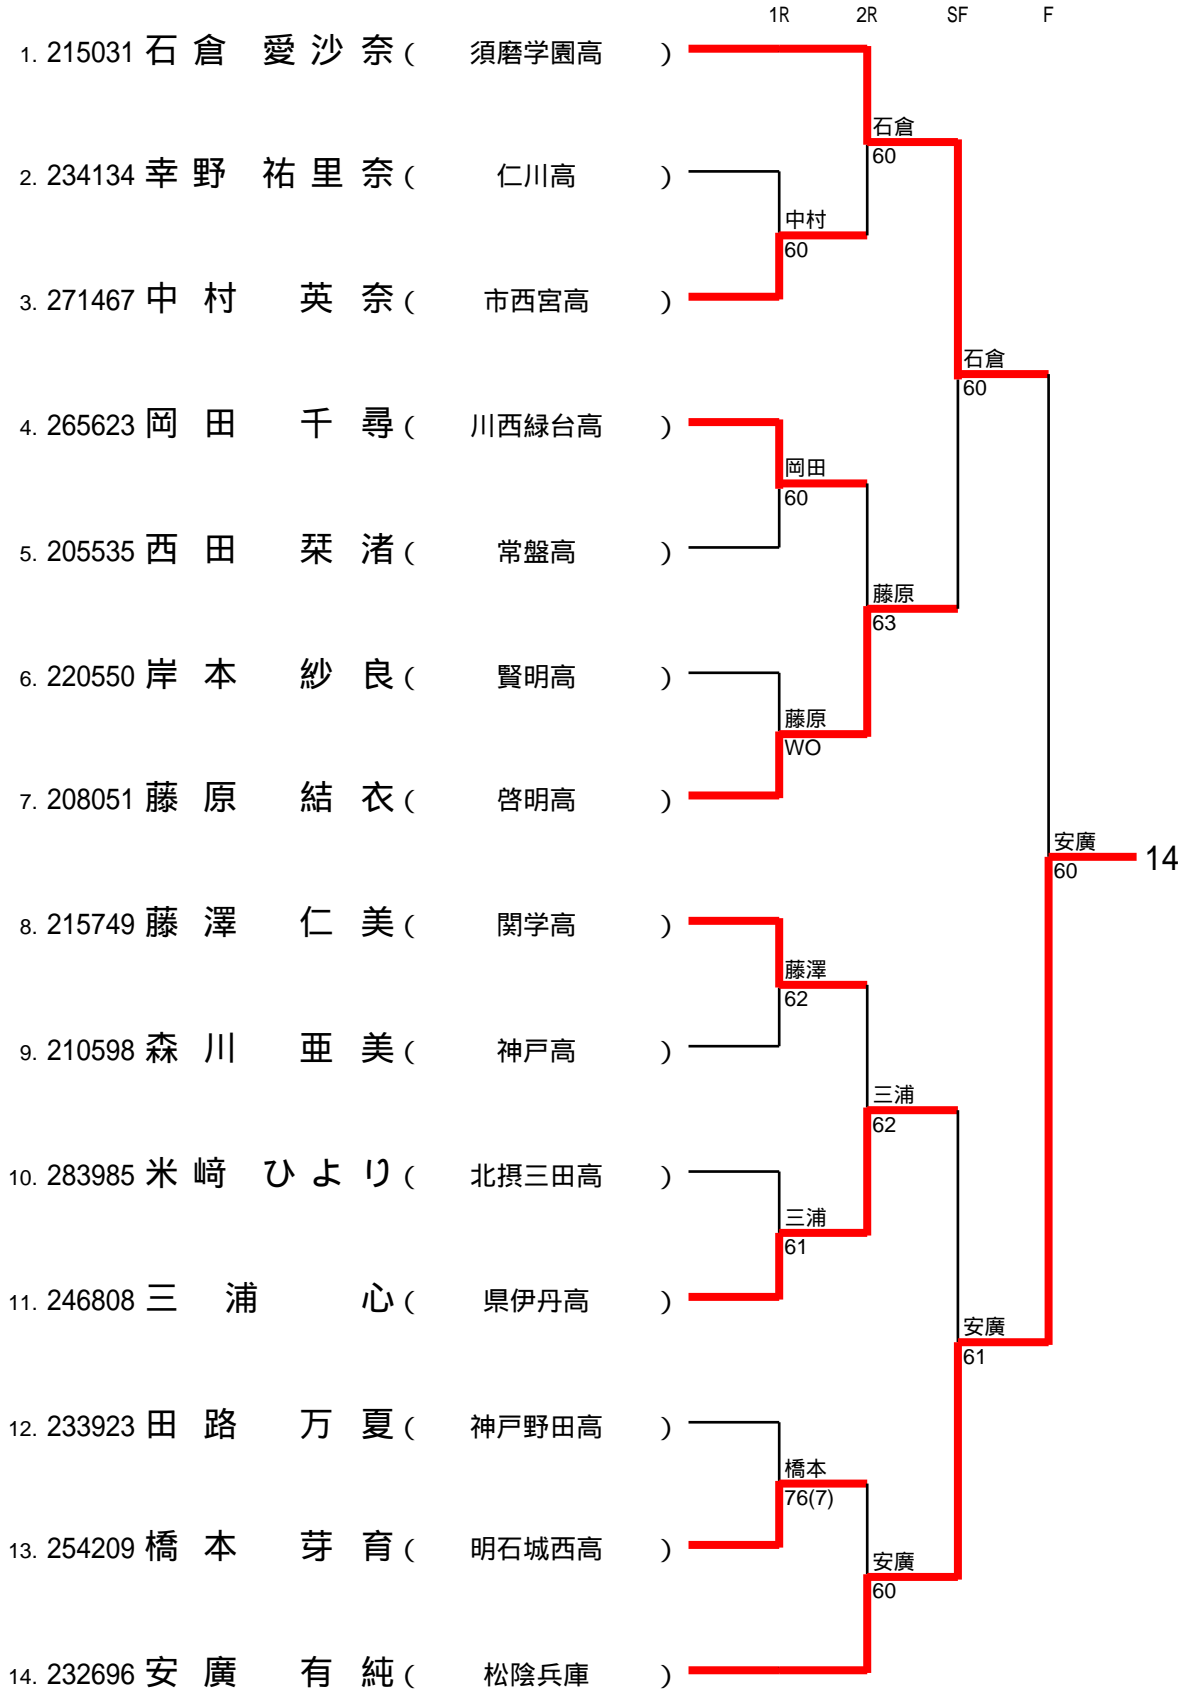 1R 2R SF F
1. 215031 石倉 愛沙奈 ( 須磨学園高 )
石倉
60
2. 234134 幸野 祐里奈 ( 仁川高 )
中村
60
3. 271467 中村 英奈 ( 市西宮高 )
石倉
60
4. 265623 岡田 千尋 ( 川西緑台高 )
岡田
60
5. 205535 西田 栞渚 ( 常盤高 )
藤原
63
6. 220550 岸本 紗良 ( 賢明高 )
藤原
WO
7. 208051 藤原 結衣 ( 啓明高 )
安廣
60
14
8. 215749 藤澤 仁美 ( 関学高 )
藤澤
62
9. 210598 森川 亜美 ( 神戸高 )
三浦
62
10. 283985 米﨑 ひより ( 北摂三田高 )
三浦
61
11. 246808 三浦 心 ( 県伊丹高 )
安廣
61
12. 233923 田路 万夏 ( 神戸野田高 )
橋本
76(7)
13. 254209 橋本 芽育 ( 明石城西高 )
安廣
60
14. 232696 安廣 有純 ( 松陰兵庫 )